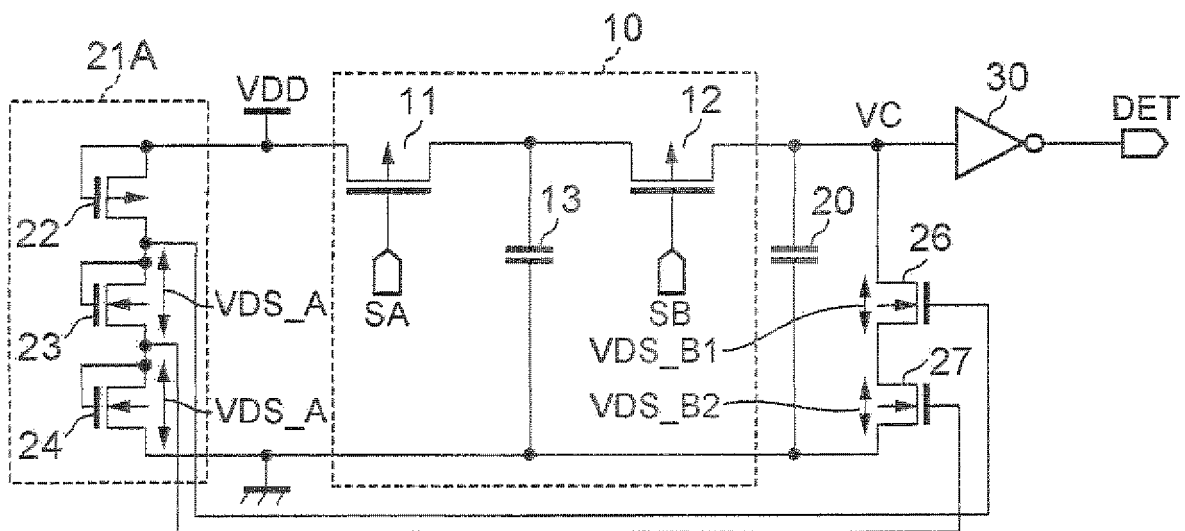 10
21A
VDD
11
12
VC
30
DET
22
13
20
26
VDS_A
SA
SB
23
VDS_B1
27
VDS_A
VDS_B2
24